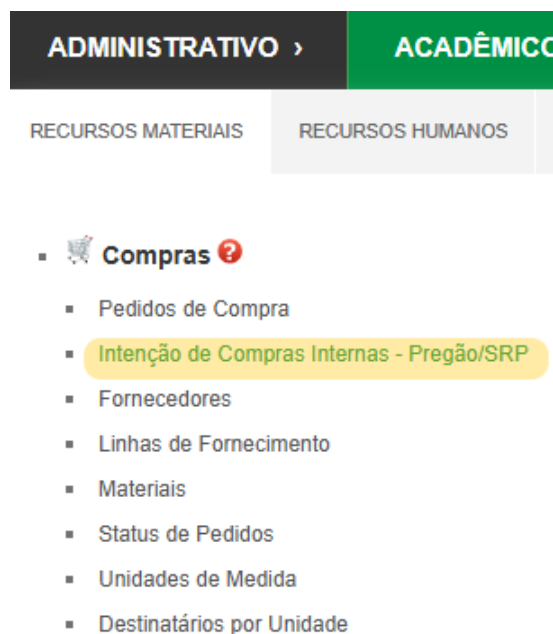 ADMINISTRATIVO ›
RECURSOS MATERIAIS RECURSOS HUMANOS
Compras ?
Pedidos de Compra
Intenção de Compras Internas - Pregão/SRP
Fornecedores
Linhas de Fornecimento
Materiais
Status de Pedidos
Unidades de Medida
Destinatários por Unidade